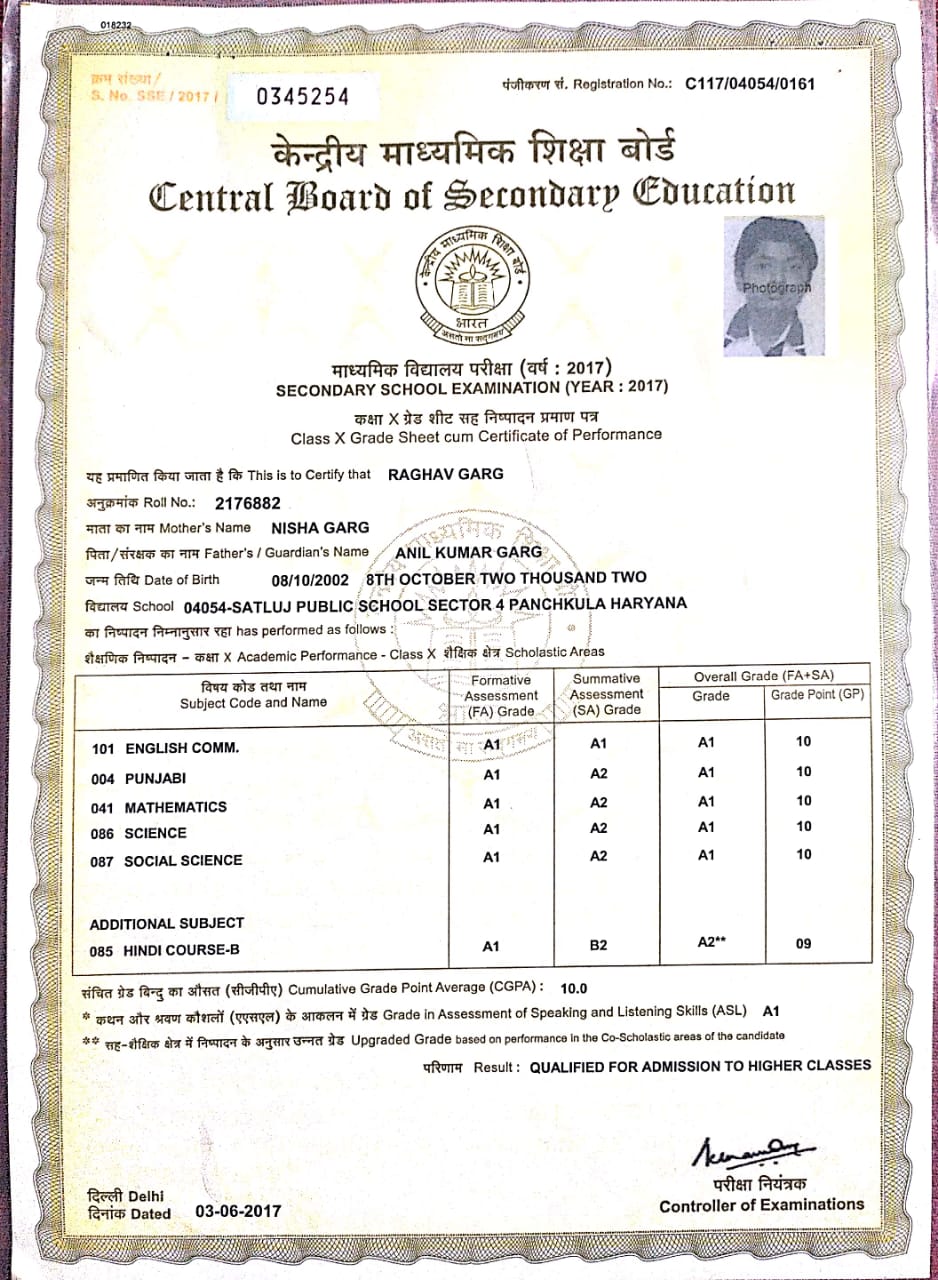 018232
क्रम संख्या /
S. No. SSE / 2017 / 0345254
पंजीकरण सं. Registration No.: C117/04054/0161
केन्द्रीय माध्यमिक शिक्षा बोर्ड
Central Board of Secondary Education
केन्द्रीय माध्यमिक शिक्षा बोर्ड
भारत
असतो मा सद्गमय
Photograph
माध्यमिक विद्यालय परीक्षा (वर्ष : 2017)
SECONDARY SCHOOL EXAMINATION (YEAR : 2017)
कक्षा X ग्रेड शीट सह निष्पादन प्रमाण पत्र
Class X Grade Sheet cum Certificate of Performance
यह प्रमाणित किया जाता है कि This is to Certify that RAGHAV GARG
अनुक्रमांक Roll No.: 2176882
माता का नाम Mother's Name NISHA GARG
पिता/संरक्षक का नाम Father's / Guardian's Name ANIL KUMAR GARG
जन्म तिथि Date of Birth 08/10/2002 8TH OCTOBER TWO THOUSAND TWO
विद्यालय School 04054-SATLUJ PUBLIC SCHOOL SECTOR 4 PANCHKULA HARYANA
का निष्पादन निम्नानुसार रहा has performed as follows :
शैक्षणिक निष्पादन – कक्षा X Academic Performance - Class X शैक्षिक क्षेत्र Scholastic Areas
विषय कोड तथा नाम
Subject Code and Name
Formative Assessment (FA) Grade
Summative Assessment (SA) Grade
Overall Grade (FA+SA)
Grade Grade Point (GP)
101 ENGLISH COMM. A1 A1 A1 10
004 PUNJABI A1 A2 A1 10
041 MATHEMATICS A1 A2 A1 10
086 SCIENCE A1 A2 A1 10
087 SOCIAL SCIENCE A1 A2 A1 10
ADDITIONAL SUBJECT
085 HINDI COURSE-B A1 B2 A2** 09
संचित ग्रेड बिन्दु का औसत (सीजीपीए) Cumulative Grade Point Average (CGPA) : 10.0
* कथन और श्रवण कौशलों (एएसएल) के आकलन में ग्रेड Grade in Assessment of Speaking and Listening Skills (ASL) A1
** सह-शैक्षिक क्षेत्र में निष्पादन के अनुसार उन्नत ग्रेड Upgraded Grade based on performance in the Co-Scholastic areas of the candidate
परिणाम Result : QUALIFIED FOR ADMISSION TO HIGHER CLASSES
परीक्षा नियंत्रक
Controller of Examinations
दिल्ली Delhi
दिनांक Dated 03-06-2017